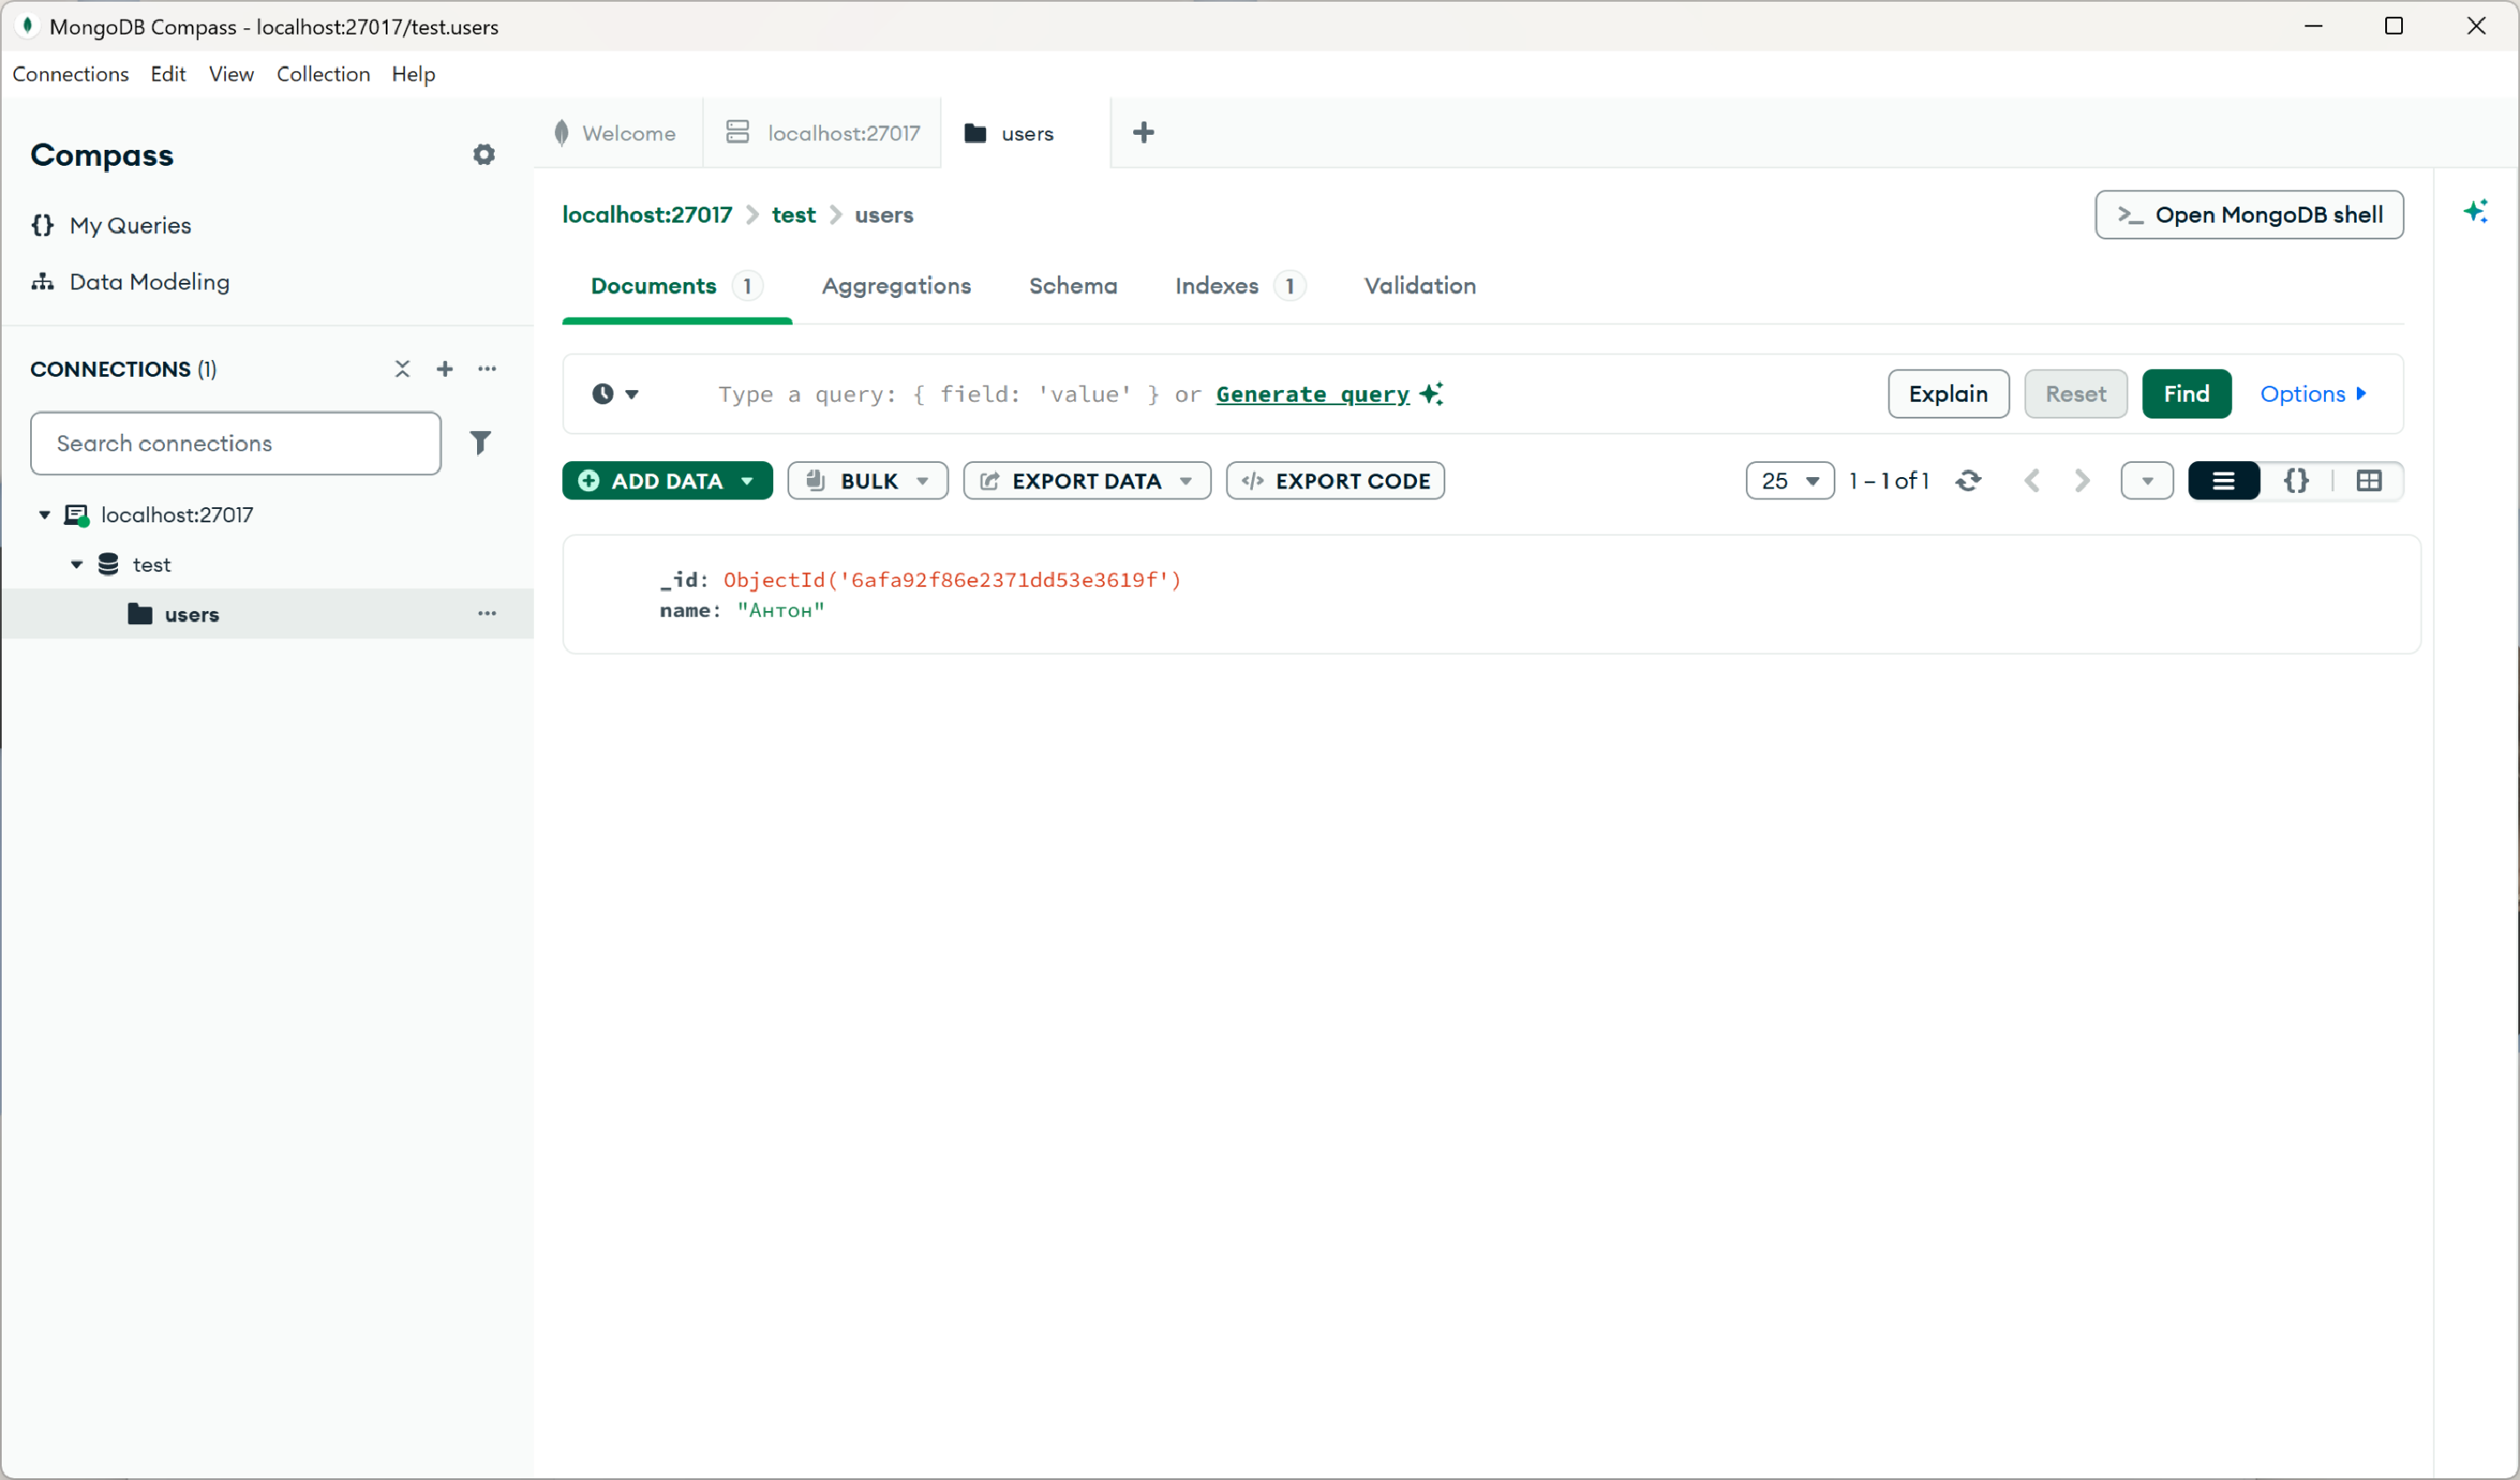 MongoDB Compass - localhost:27017/test.users
Connections Edit View Collection Help
Compass
My Queries
Data Modeling
CONNECTIONS (1)
Search connections
localhost:27017
test
users
Welcome
localhost:27017
users
localhost:27017 test users
Open MongoDB shell
Documents 1 Aggregations Schema Indexes 1 Validation
Type a query: { field: 'value' } or Generate query
Explain Reset Find Options
ADD DATA BULK EXPORT DATA EXPORT CODE
25 1 – 1 of 1
_id: ObjectId('6afa92f86e2371dd53e3619f')
name: "Антон"